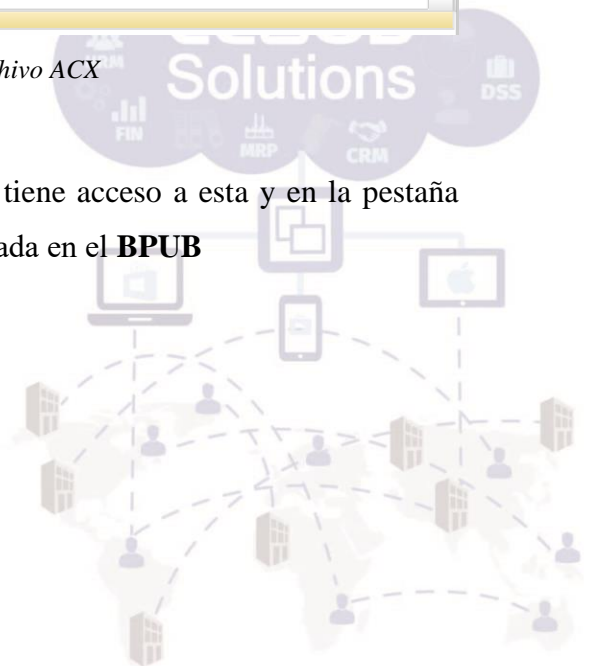 hivo ACX
Solutions
DSS
FIN
MRP
CRM
tiene acceso a esta y en la pestaña
ada en el BPUB